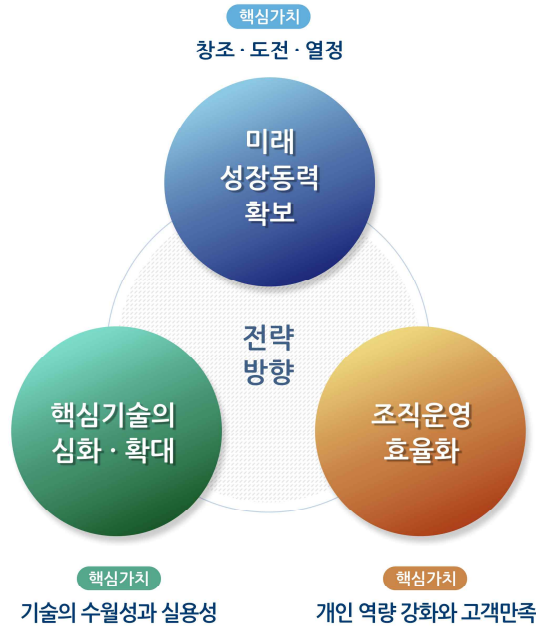 핵심가치
창조 · 도전 · 열정
미래
성장동력
확보
전략
방향
핵심기술의
심화 · 확대
조직운영
효율화
핵심가치
기술의 수월성과 실용성
핵심가치
개인 역량 강화와 고객만족